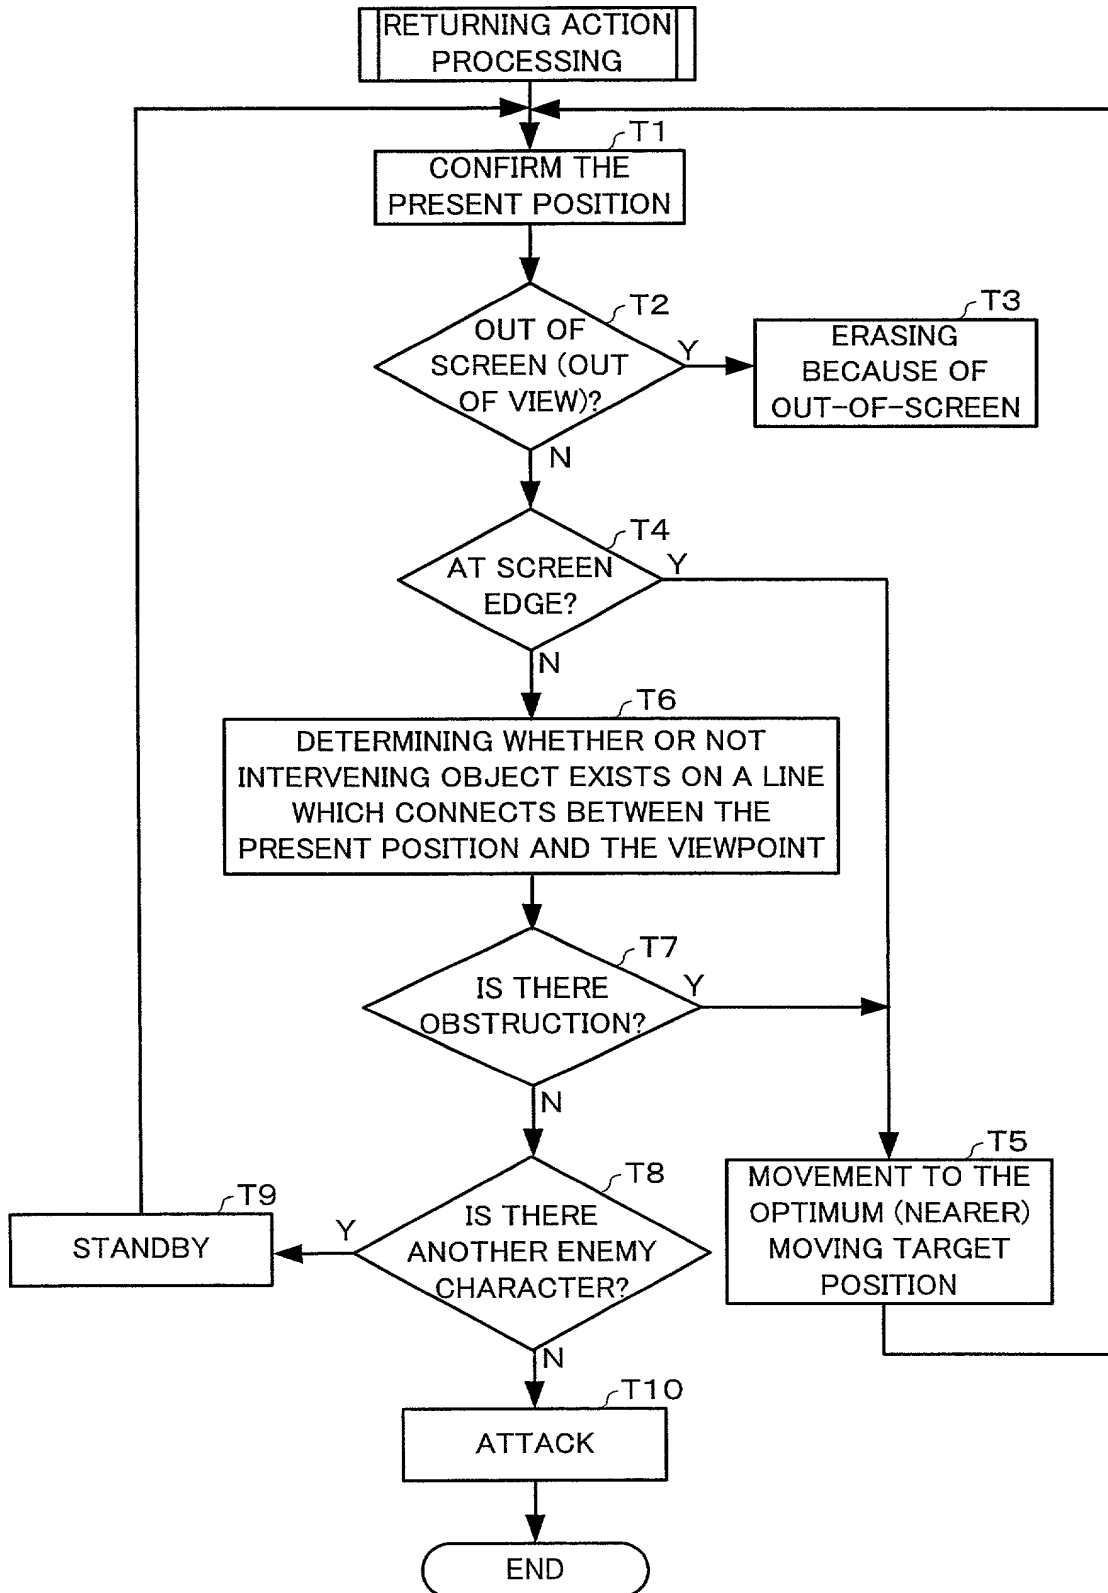 RETURNING ACTION
PROCESSING
T1
CONFIRM THE
PRESENT POSITION
T2
OUT OF
SCREEN (OUT
OF VIEW)?
Y
N
T3
ERASING
BECAUSE OF
OUT-OF-SCREEN
T4
AT SCREEN
EDGE?
Y
N
T6
DETERMINING WHETHER OR NOT
INTERVENING OBJECT EXISTS ON A LINE
WHICH CONNECTS BETWEEN THE
PRESENT POSITION AND THE VIEWPOINT
T7
IS THERE
OBSTRUCTION?
Y
N
T5
MOVEMENT TO THE
OPTIMUM (NEARER)
MOVING TARGET
POSITION
T8
IS THERE
ANOTHER ENEMY
CHARACTER?
Y
N
T9
STANDBY
T10
ATTACK
END